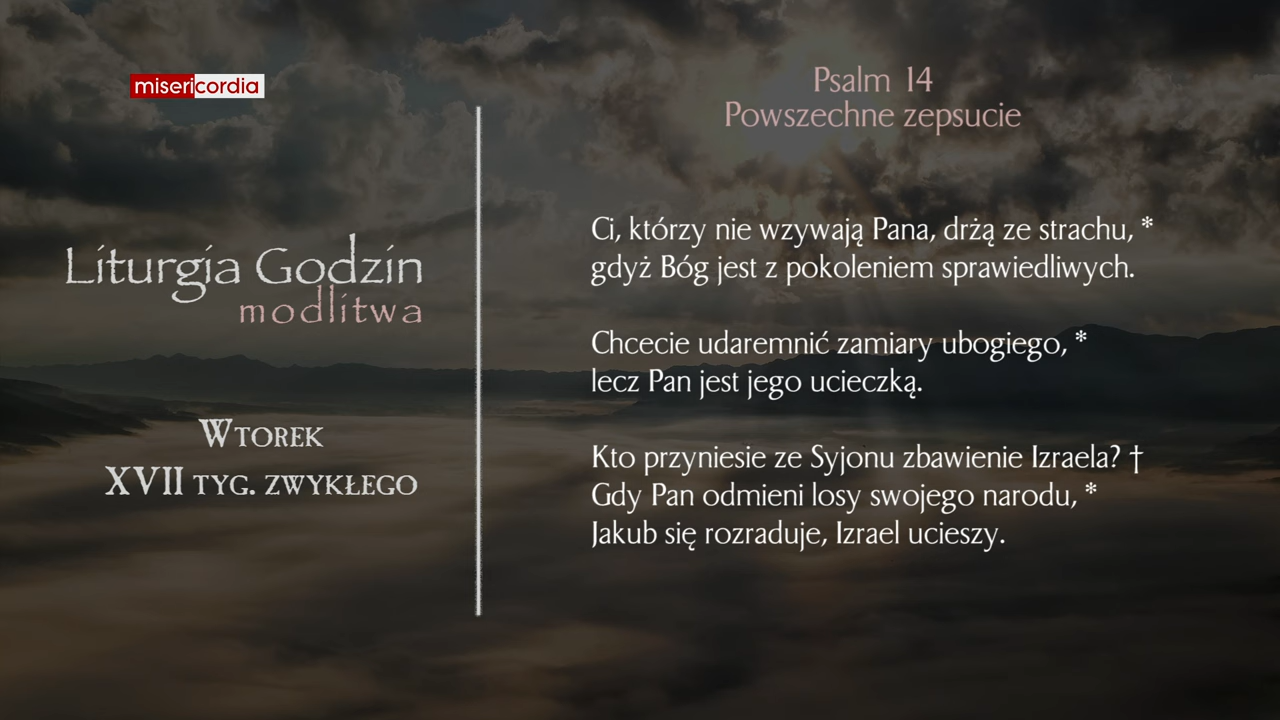 misericordia
Liturgia Godzin
modlitwa
Wtorek
XVII tyg. zwykłego
Psalm 14
Powszechne zepsucie
Ci, którzy nie wzywają Pana, drżą ze strachu, *
gdyż Bóg jest z pokoleniem sprawiedliwych.
Chcecie udaremnić zamiary ubogiego, *
lecz Pan jest jego ucieczką.
Kto przyniesie ze Syjonu zbawienie Izraela? †
Gdy Pan odmieni losy swojego narodu, *
Jakub się rozraduje, Izrael ucieszy.